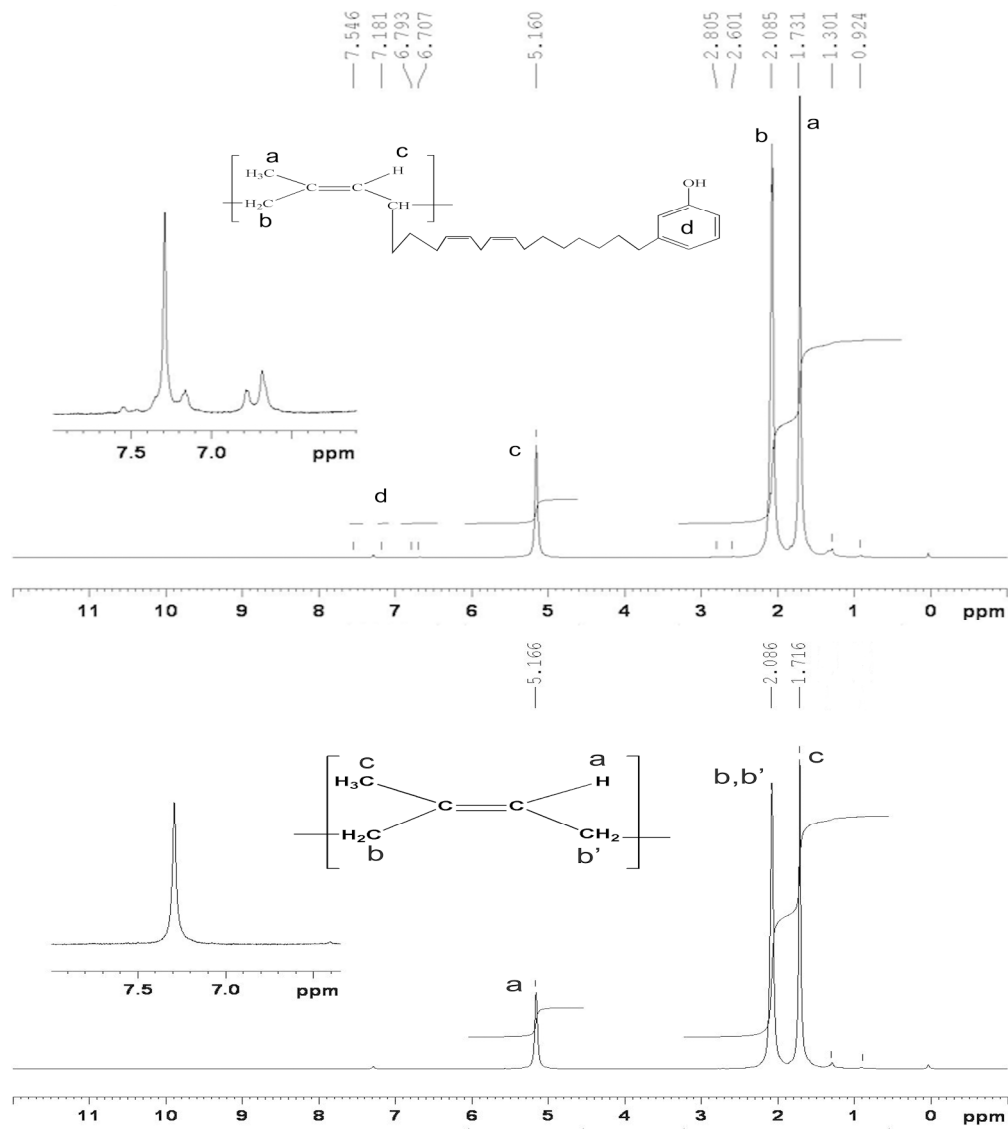 7.546 7.181 6.793 6.707 5.160 2.805 2.601 2.085 1.731 1.301 0.924
b a
a c
H₃C H
C C
H₂C CH
b
OH
d
7.5 7.0 ppm
c
d
11 10 9 8 7 6 5 4 3 2 1 0 ppm
5.166 2.086 1.716
c a
H₃C H
C C
H₂C CH₂
b b’
b,b’ c
7.5 7.0 ppm
a
11 10 9 8 7 6 5 4 3 2 1 0 ppm